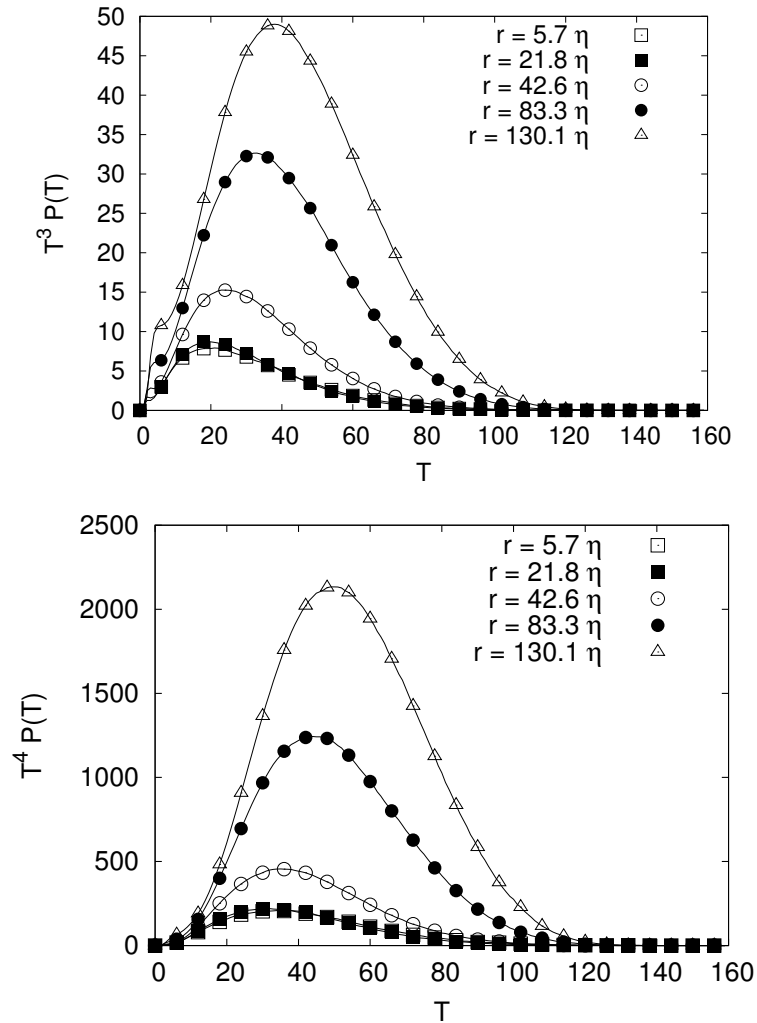 50
45
40
35
30
25
20
15
10
5
0
T³ P(T)
r = 5.7 η
r = 21.8 η
r = 42.6 η
r = 83.3 η
r = 130.1 η
0 20 40 60 80 100 120 140 160
T
2500
2000
1500
1000
500
0
T⁴ P(T)
r = 5.7 η
r = 21.8 η
r = 42.6 η
r = 83.3 η
r = 130.1 η
0 20 40 60 80 100 120 140 160
T